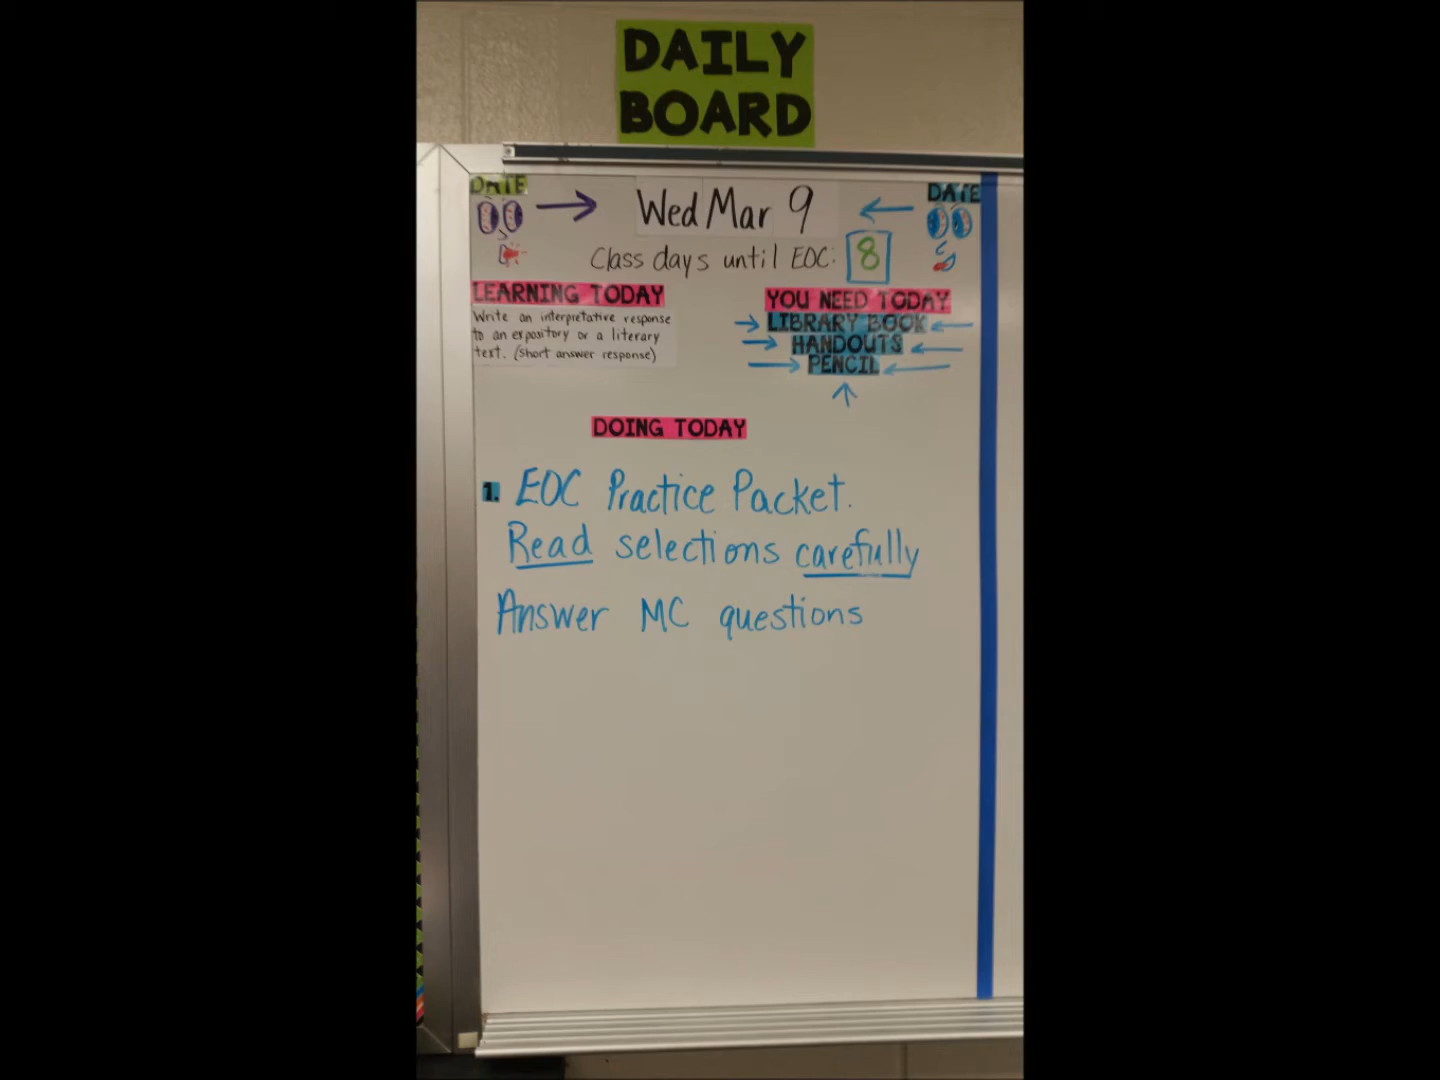 DAILY
BOARD
DATE
Wed Mar 9
DATE
Class days until EOC: 8
LEARNING TODAY
Write an interpretative response
to an expository or a literary
text. (short answer response)
YOU NEED TODAY
LIBRARY BOOK
HANDOUTS
PENCIL
DOING TODAY
1. EOC Practice Packet.
Read selections carefully
Answer MC questions